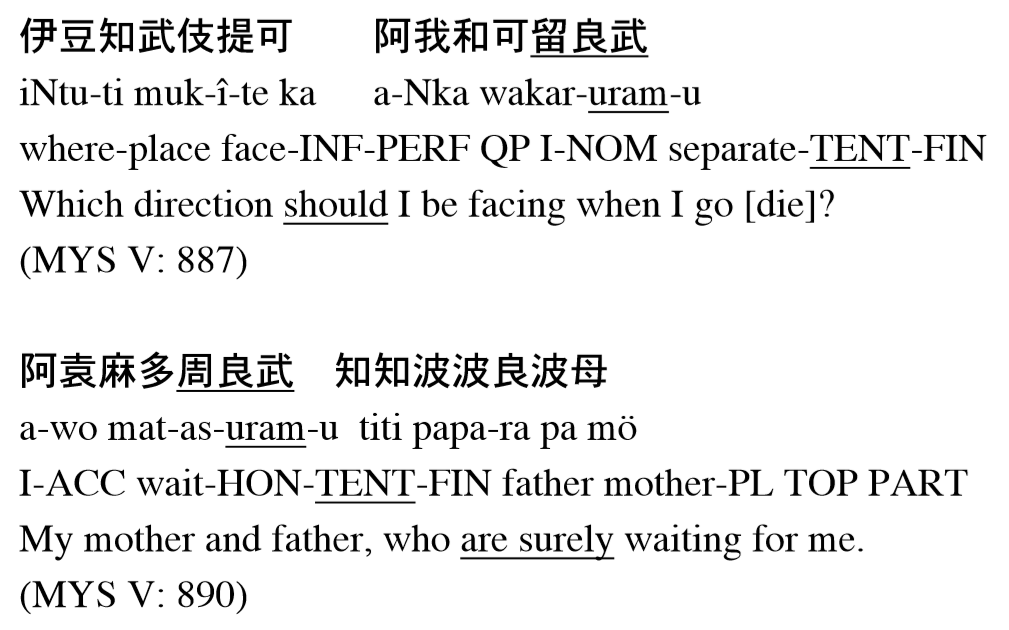 伊豆知武伎提可 阿我和可留良武
iNtu-ti muk-î-te ka a-Nka wakar-uram-u
where-place face-INF-PERF QP I-NOM separate-TENT-FIN
Which direction should I be facing when I go [die]?
(MYS V: 887)
阿袁麻多周良武 知知波波良波母
a-wo mat-as-uram-u titi papa-ra pa mö
I-ACC wait-HON-TENT-FIN father mother-PL TOP PART
My mother and father, who are surely waiting for me.
(MYS V: 890)